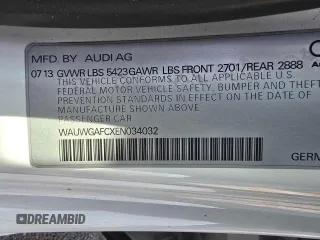 MFD. BY AUDI AG
07 13 GVWR LBS 5423 GAWR LBS FRONT 2701/REAR 2888
THIS VEHICLE CONFORMS TO ALL APPLICABLE U.S.
FEDERAL MOTOR VEHICLE SAFETY, BUMPER, AND
THEFT PREVENTION STANDARDS IN EFFECT ON THE
DATE OF MANUFACTURE SHOWN ABOVE.
PASSENGER CAR
WAUWGAFCXEN034032
GERM
DREAMBID